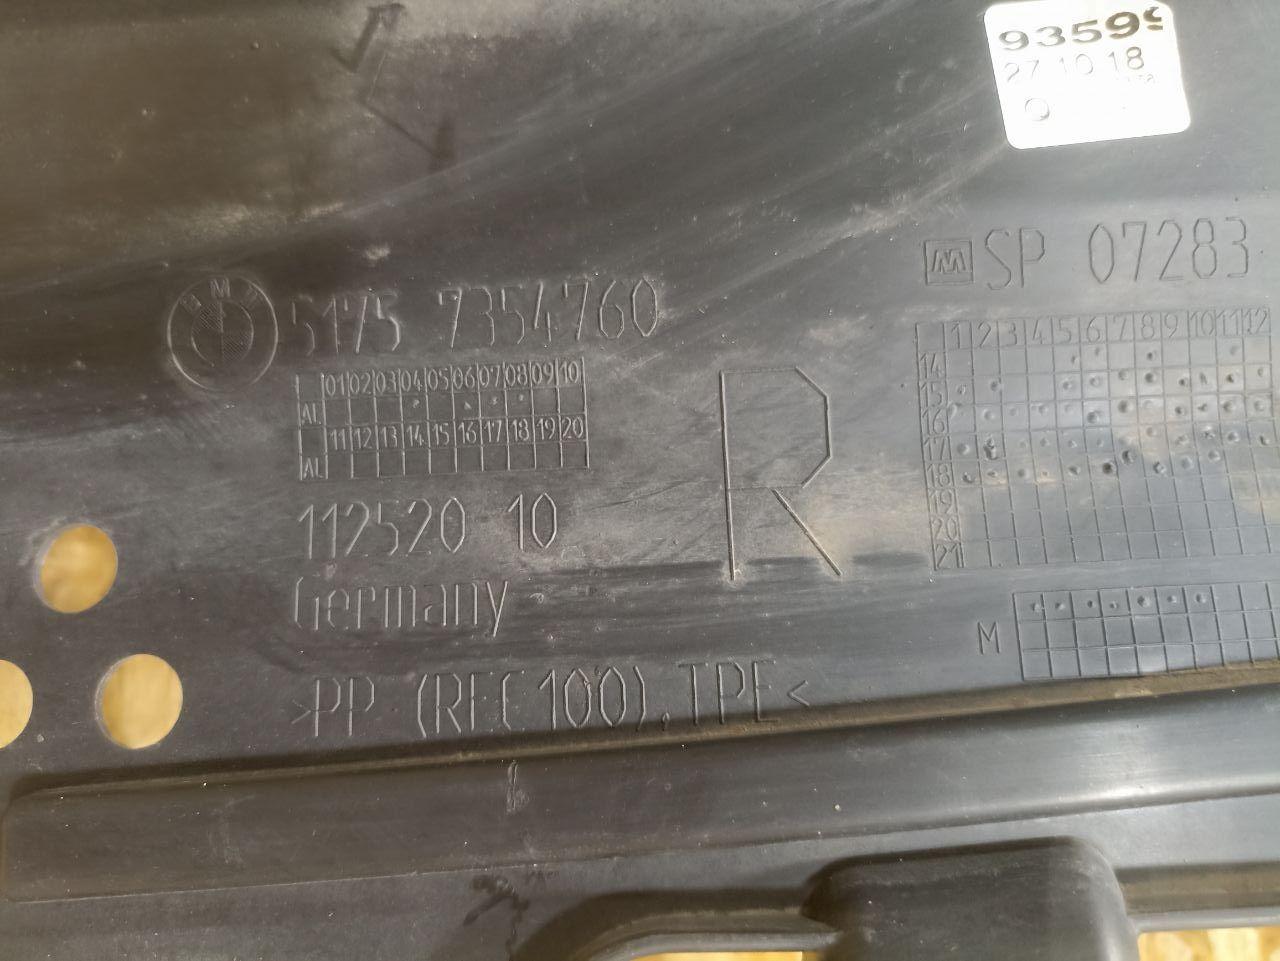 93599
27 10 18
Q
SP 07283
BMW
5175 7354760
1 2 3 4 5 6 7 8 9 10 11 12
14
15
16
17
18
19
20
21
01 02 03 04 05 06 07 08 09 10
AL
11 12 13 14 15 16 17 18 19 20
AL
R
112520 10
Germany
M
>PP (REC100), TPE<